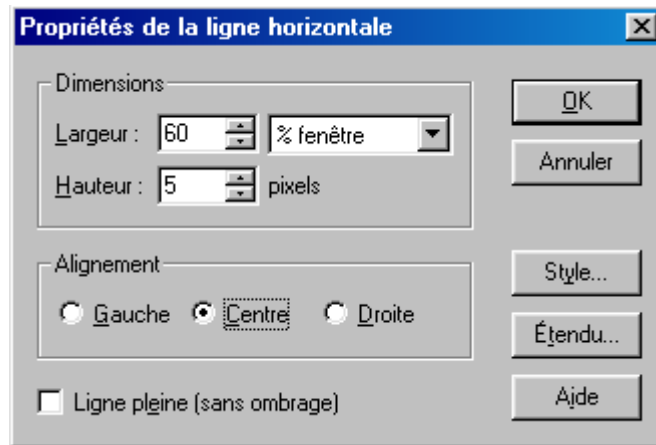 Propriétés de la ligne horizontale
Dimensions
Largeur : 60 % fenêtre
Hauteur : 5 pixels
OK
Annuler
Alignement
Gauche Centre Droite
Style...
Étendu...
Ligne pleine (sans ombrage)
Aide